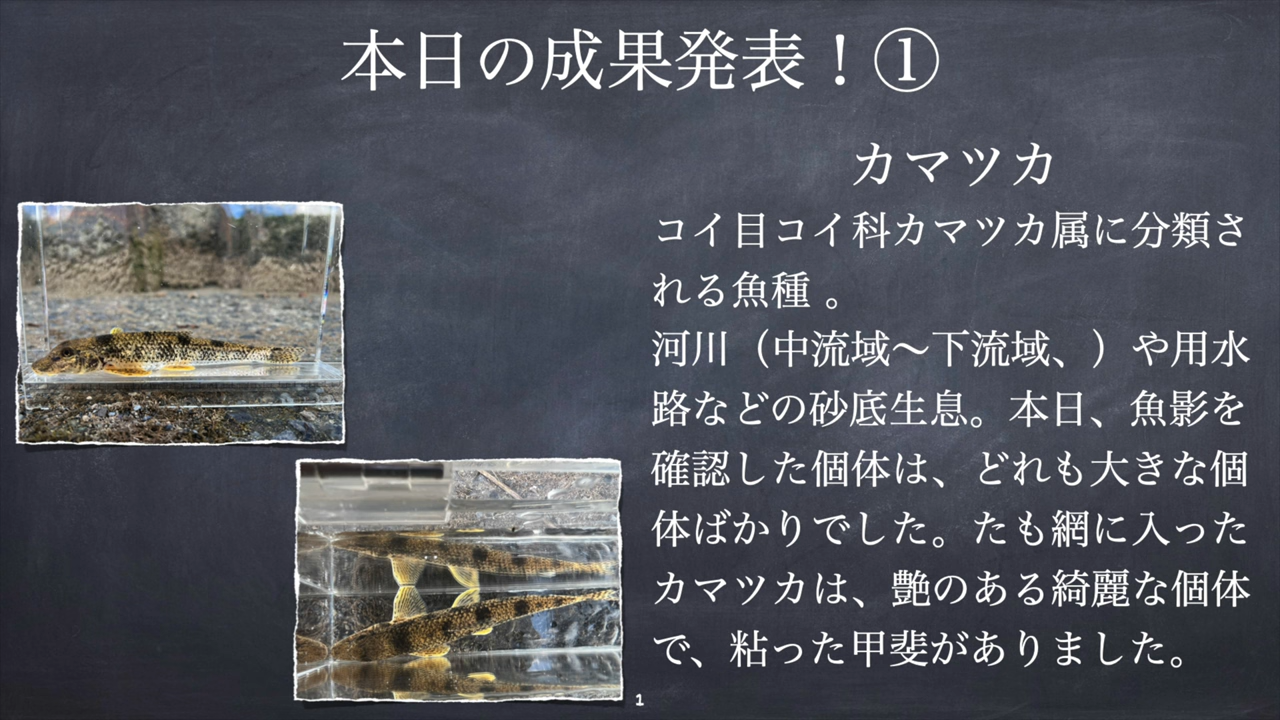 本日の成果発表！①
カマツカ
コイ目コイ科カマツカ属に分類さ
れる魚種 。
河川（中流域〜下流域、）や用水
路などの砂底生息。本日、魚影を
確認した個体は、どれも大きな個
体ばかりでした。たも網に入った
カマツカは、艶のある綺麗な個体
で、粘った甲斐がありました。
1